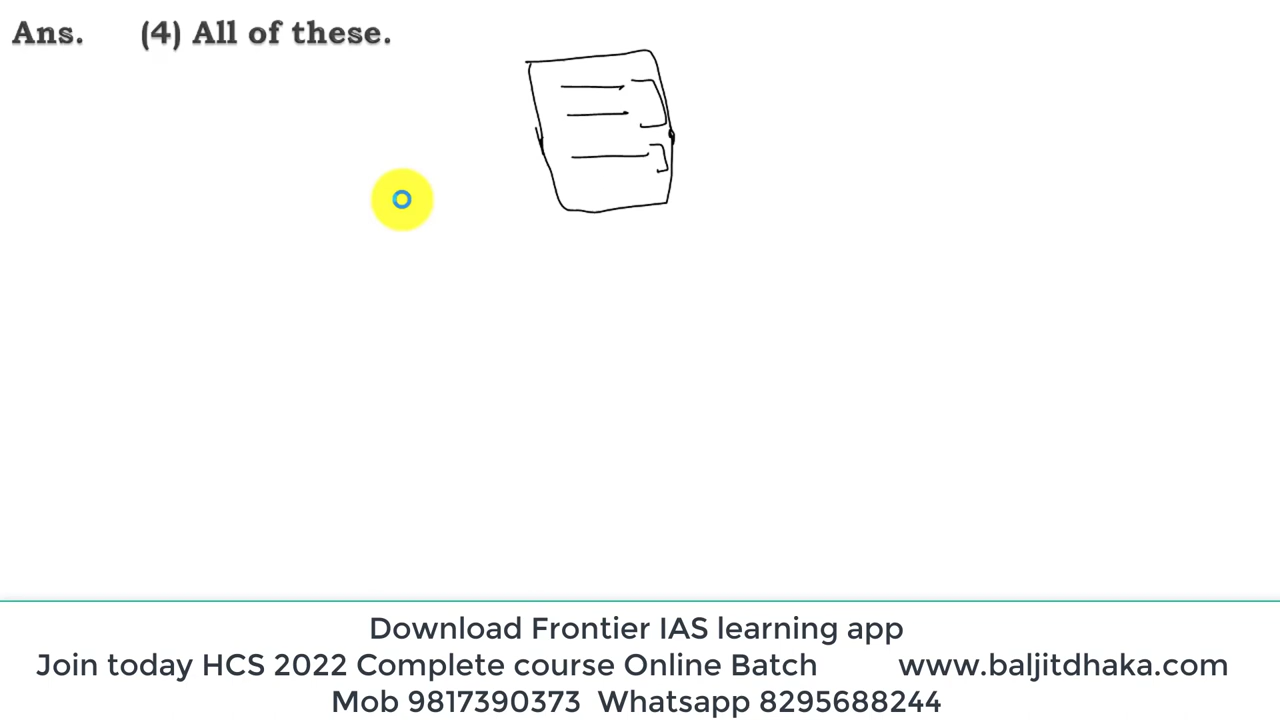 Ans. (4) All of these.
Download Frontier IAS learning app
Join today HCS 2022 Complete course Online Batch www.baljitdhaka.com
Mob 9817390373 Whatsapp 8295688244